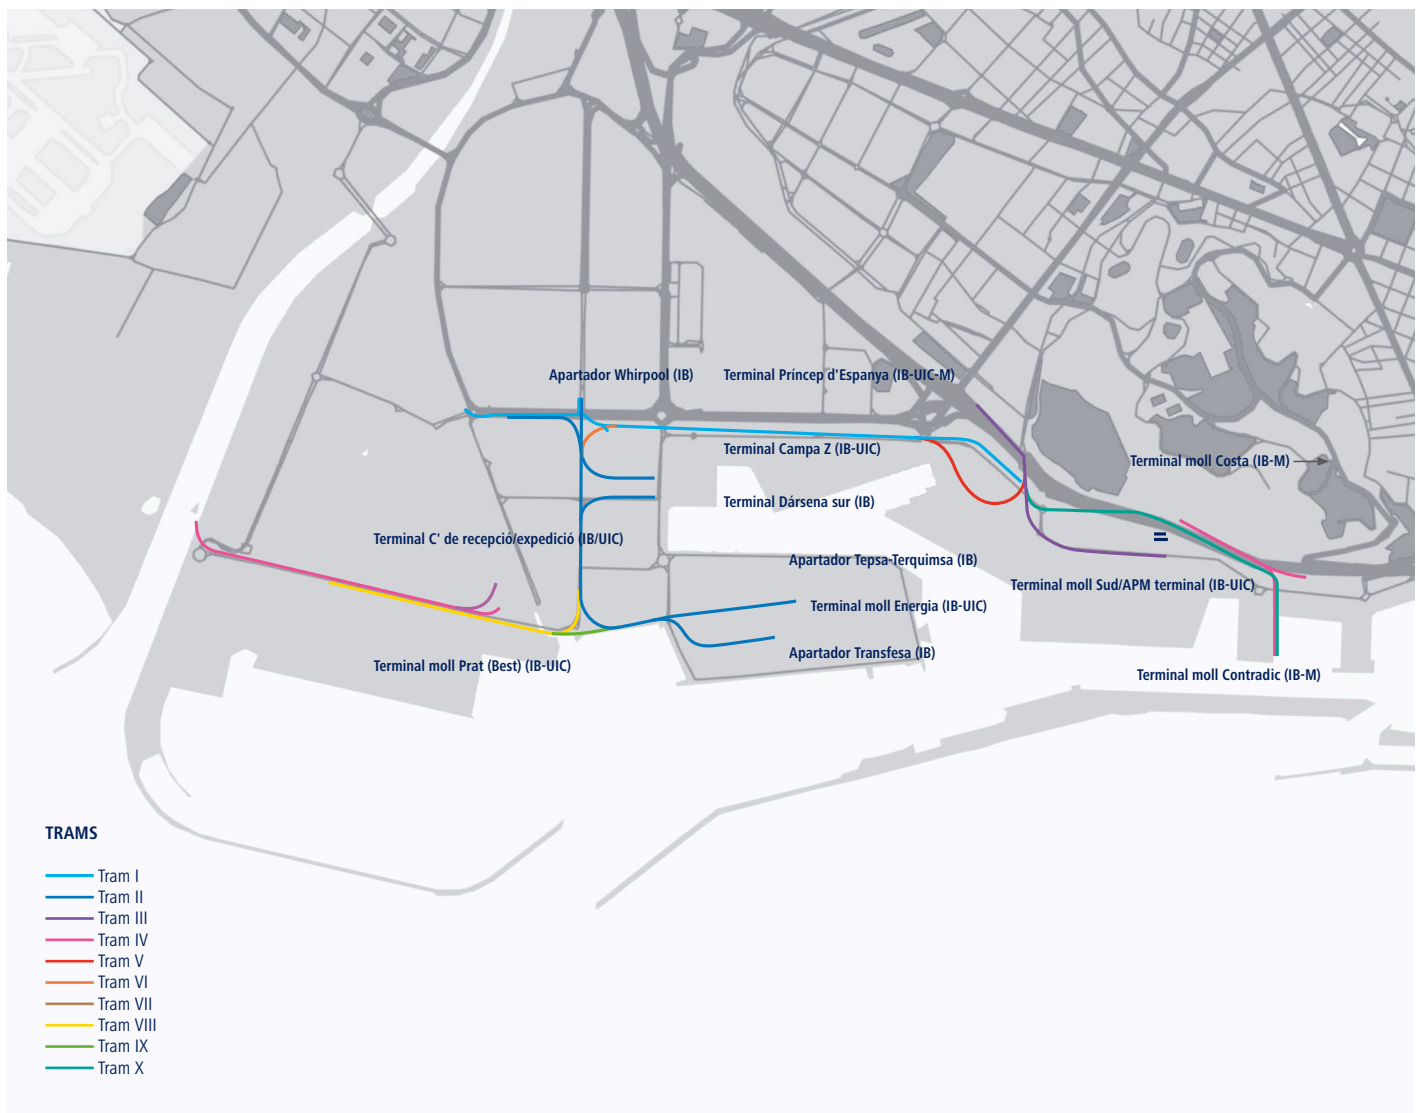 Apartador Whirpool (IB)
Terminal Príncep d'Espanya (IB-UIC-M)
Terminal Campa Z (IB-UIC)
Terminal moll Costa (IB-M)
Terminal Dársena sur (IB)
Terminal C' de recepció/expedició (IB/UIC)
Apartador Tepsa-Terquimsa (IB)
Terminal moll Sud/APM terminal (IB-UIC)
Terminal moll Energia (IB-UIC)
Apartador Transfesa (IB)
Terminal moll Prat (Best) (IB-UIC)
Terminal moll Contradic (IB-M)
TRAMS
Tram I
Tram II
Tram III
Tram IV
Tram V
Tram VI
Tram VII
Tram VIII
Tram IX
Tram X